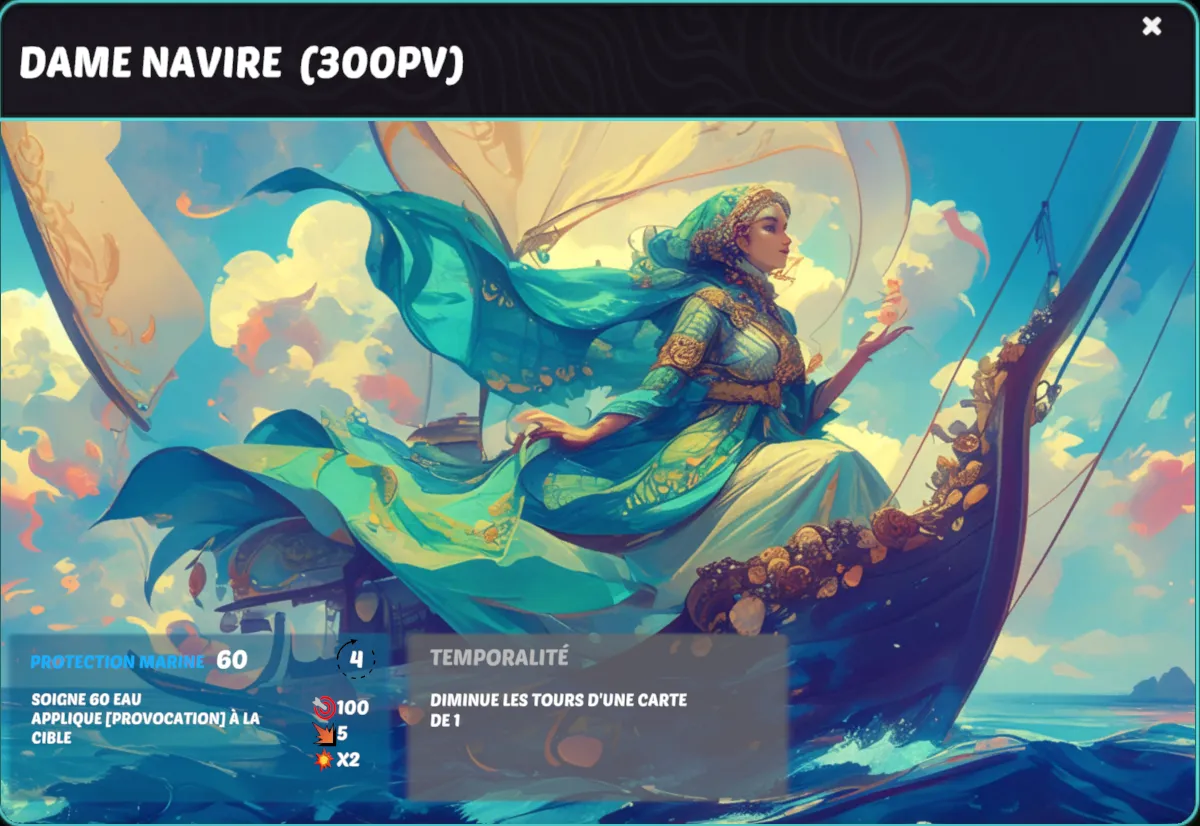 DAME NAVIRE (300PV)
PROTECTION MARINE 60
4
SOIGNE 60 EAU
APPLIQUE [PROVOCATION] À LA
CIBLE
100
5
X2
TEMPORALITÉ
DIMINUE LES TOURS D'UNE CARTE
DE 1